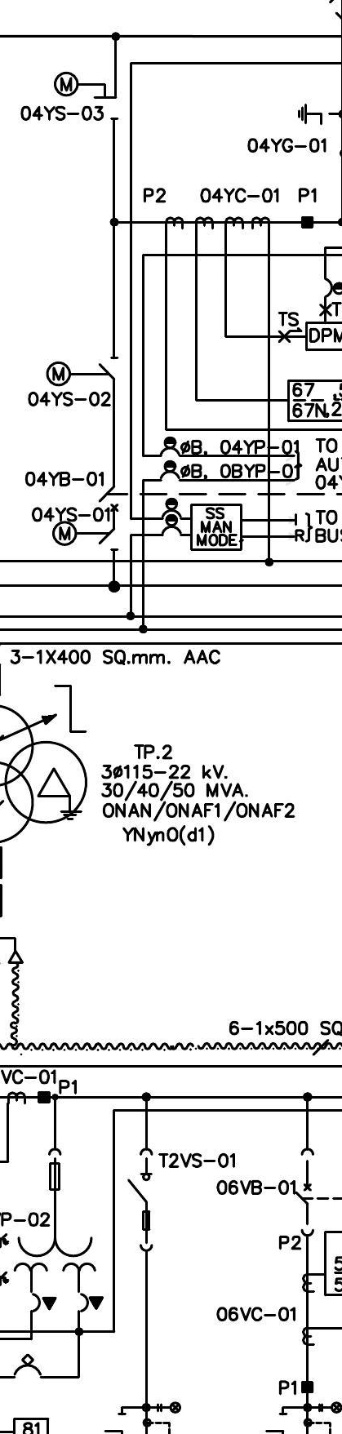 M
04YS-03
04YG-01
P2 04YC-01 P1
TS
DPM
M
04YS-02
67
67N
øB, 04YP-01
TO
04YB-01
øB, 0BYP-01
AU
04Y
04YS-01
M
SS
MAN
MODE
TO
R
BUS
3-1X400 SQ.mm. AAC
TP.2
3ø115-22 kV.
30/40/50 MVA.
ONAN/ONAF1/ONAF2
YNyn0(d1)
6-1x500 SQ
VC-01
P1
T2VS-01
06VB-01
P-02
P2
06VC-01
P1
81